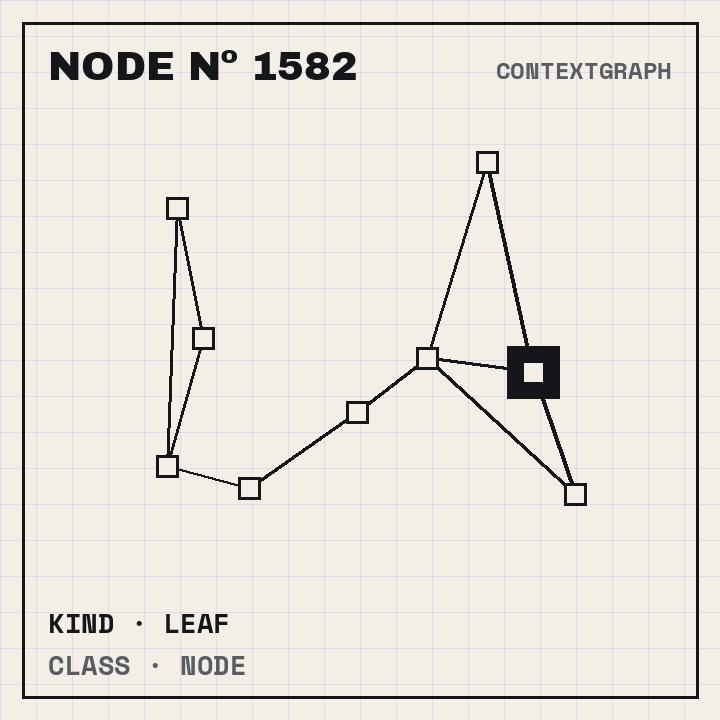 NODE Nº 1582
CONTEXTGRAPH
KIND · LEAF
CLASS · NODE